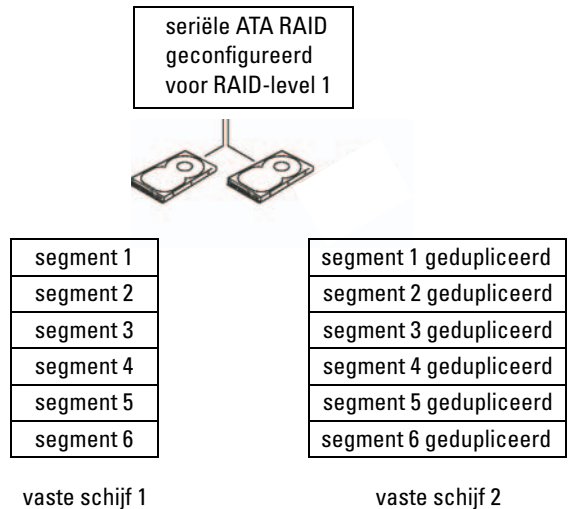 seriële ATA RAID
geconfigureerd
voor RAID-level 1
segment 1
segment 2
segment 3
segment 4
segment 5
segment 6
segment 1 gedupliceerd
segment 2 gedupliceerd
segment 3 gedupliceerd
segment 4 gedupliceerd
segment 5 gedupliceerd
segment 6 gedupliceerd
vaste schijf 1
vaste schijf 2